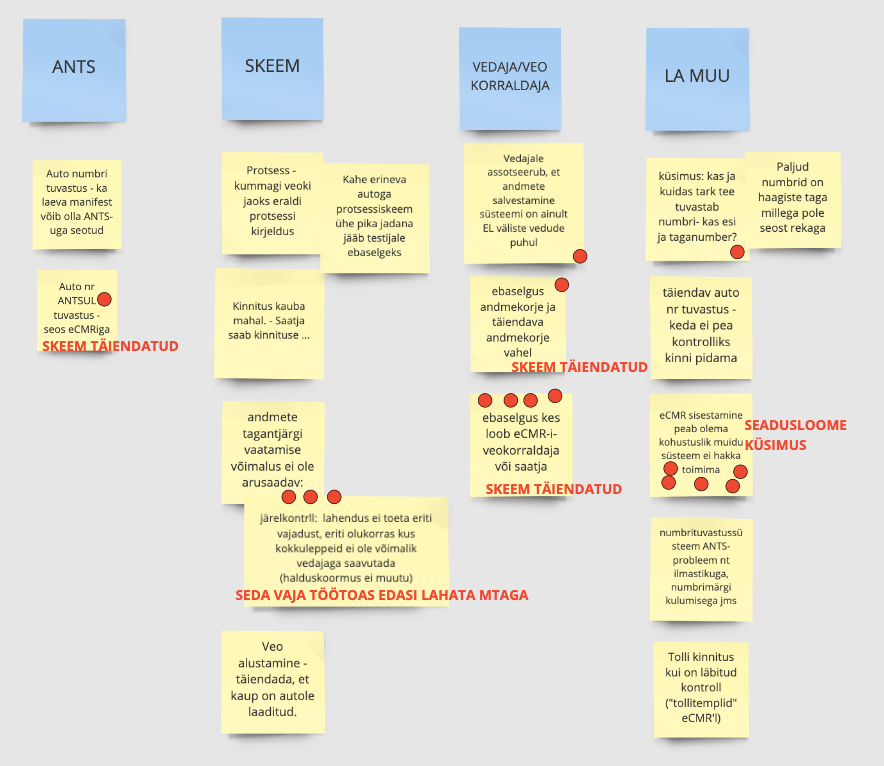 ANTS
Auto numbri
tuvastus - ka
laeva manifest
võib olla ANTS-
uga seotud
Auto nr
ANTSUL
tuvastus -
seos eCMRiga
SKEEM TÄIENDATUD
SKEEM
Protsess -
kummagi veoki
jaoks eraldi
protsessi
kirjeldus
Kahe erineva
autoga
protsessiskeem
ühe pika jadana
jääb testijale
ebaselgeks
Kinnitus kauba
mahal. - Saatja
saab kinnituse ...
andmete
tagantjärgi
vaatamise
võimalus ei ole
arusaadav:
järelkontrll: lahendus ei toeta eriti
vajadust, eriti olukorras kus
kokkuleppeid ei ole võimalik
vedajaga saavutada
(halduskoormus ei muutu)
SEDA VAJA TÖÖTOAS EDASI LAHATA MTAGA
Veo
alustamine -
täiendada, et
kaup on autole
laaditud.
VEDAJA/VEO
KORRALDAJA
Vedajale
assotseerub, et
andmete
salvestamine
süsteemi on ainult
EL väliste vedude
puhul
ebaselgus
andmekorje ja
täiendava
andmekorje
vahel
SKEEM TÄIENDATUD
ebaselgus kes
loob eCMR-i-
veokorraldaja
või saatja
SKEEM TÄIENDATUD
LA MUU
küsimus: kas ja
kuidas tark tee
tuvastab
numbri- kas esi
ja taganumber?
Paljud
numbrid on
haagiste taga
millega pole
seost rekaga
täiendav auto
nr tuvastus -
keda ei pea
kontrolliks
kinni pidama
eCMR sisestamine
peab olema
kohustuslik muidu
süsteem ei hakka
toimima
SEADUSLOOME
KÜSIMUS
numbrituvastussü
steem ANTS-
probleem nt
ilmastikuga,
numbrimärgi
kulumisega jms
Tolli kinnitus
kui on läbitud
kontroll
("tollitemplid"
eCMR'l)